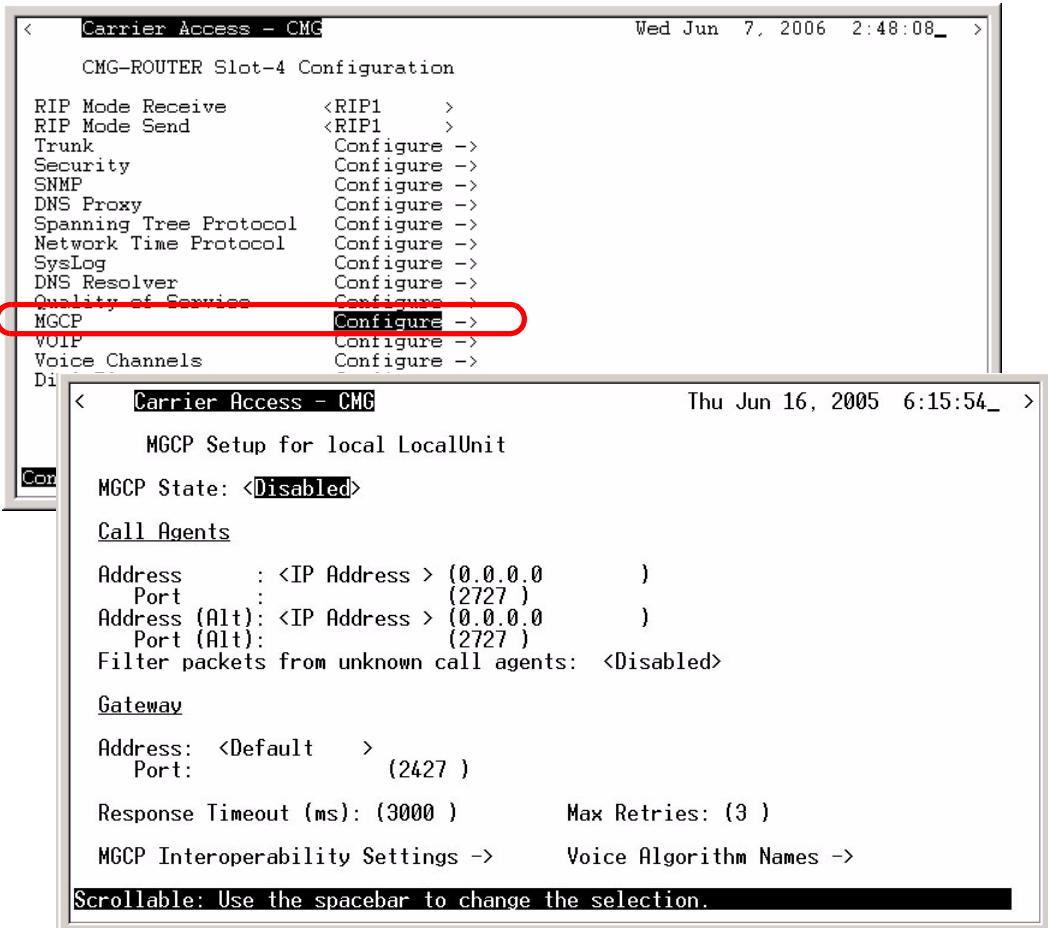 < Carrier Access - CMG Wed Jun 7, 2006 2:48:08_ >
CMG-ROUTER Slot-4 Configuration
RIP Mode Receive <RIP1 >
RIP Mode Send <RIP1 >
Trunk Configure ->
Security Configure ->
SNMP Configure ->
DNS Proxy Configure ->
Spanning Tree Protocol Configure ->
Network Time Protocol Configure ->
SysLog Configure ->
DNS Resolver Configure ->
Quality of Service Configure ->
MGCP Configure ->
VOIP Configure ->
Voice Channels Configure ->
< Carrier Access - CMG Thu Jun 16, 2005 6:15:54_ >
MGCP Setup for local LocalUnit
MGCP State: <Disabled>
Call Agents
Address : <IP Address > (0.0.0.0 )
Port : (2727 )
Address (Alt): <IP Address > (0.0.0.0 )
Port (Alt): (2727 )
Filter packets from unknown call agents: <Disabled>
Gateway
Address: <Default >
Port: (2427 )
Response Timeout (ms): (3000 ) Max Retries: (3 )
MGCP Interoperability Settings -> Voice Algorithm Names ->
Scrollable: Use the spacebar to change the selection.